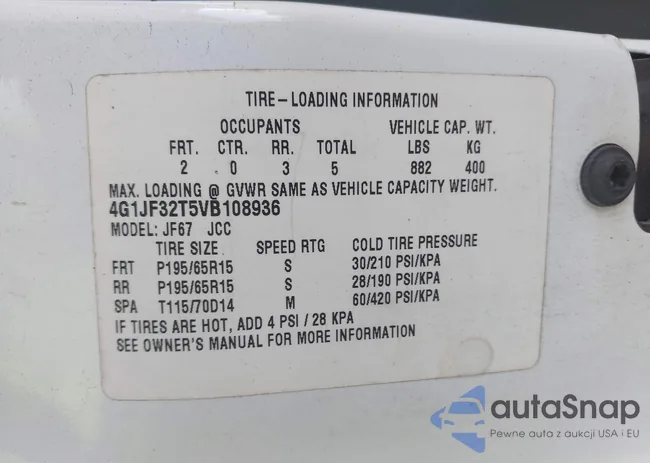 TIRE-LOADING INFORMATION
OCCUPANTS VEHICLE CAP. WT.
FRT. CTR. RR. TOTAL LBS KG
2 0 3 5 882 400
MAX. LOADING @ GVWR SAME AS VEHICLE CAPACITY WEIGHT.
4G1JF32T5VB108936
MODEL: JF67 JCC
TIRE SIZE SPEED RTG COLD TIRE PRESSURE
FRT P195/65R15 S 30/210 PSI/KPA
RR P195/65R15 S 28/190 PSI/KPA
SPA T115/70D14 M 60/420 PSI/KPA
IF TIRES ARE HOT, ADD 4 PSI / 28 KPA
SEE OWNER'S MANUAL FOR MORE INFORMATION
autaSnap
Pewne auta z aukcji USA i EU